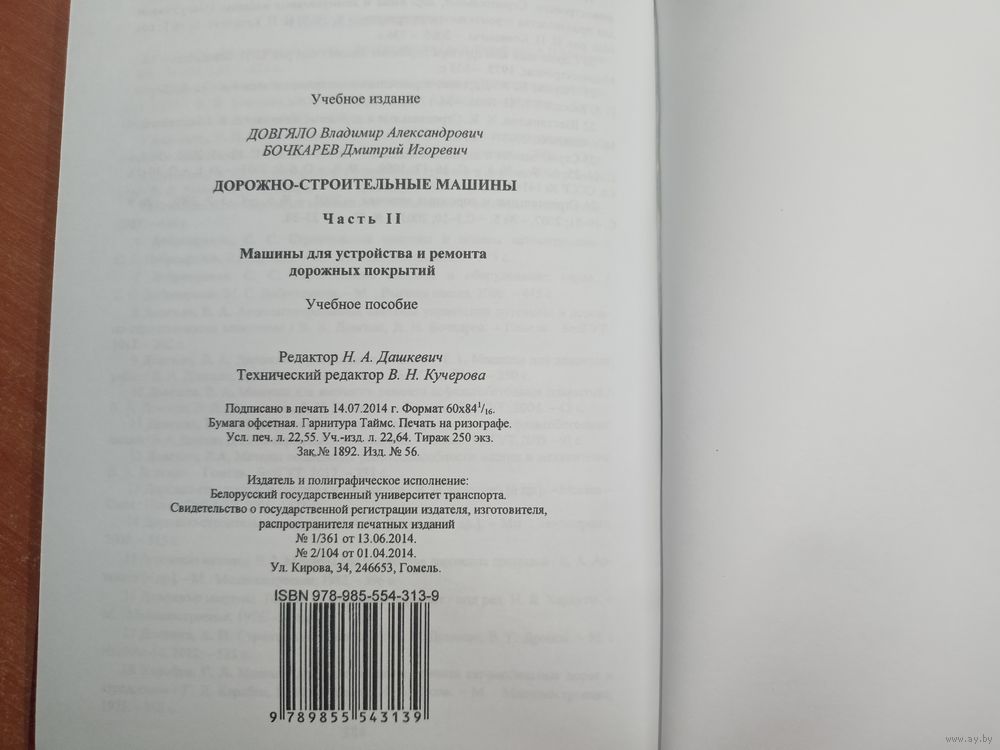 Учебное издание
ДОВГЯЛО Владимир Александрович
БОЧКАРЕВ Дмитрий Игоревич
ДОРОЖНО-СТРОИТЕЛЬНЫЕ МАШИНЫ
Часть II
Машины для устройства и ремонта
дорожных покрытий
Учебное пособие
Редактор Н. А. Дашкевич
Технический редактор В. Н. Кучерова
Подписано в печать 14.07.2014 г. Формат 60х84¹/₁₆.
Бумага офсетная. Гарнитура Таймс. Печать на ризографе.
Усл. печ. л. 22,55. Уч.-изд. л. 22,64. Тираж 250 экз.
Зак.№ 1892. Изд. № 56.
Издатель и полиграфическое исполнение:
Белорусский государственный университет транспорта.
Свидетельство о государственной регистрации издателя, изготовителя,
распространителя печатных изданий
№ 1/361 от 13.06.2014.
№ 2/104 от 01.04.2014.
Ул. Кирова, 34, 246653, Гомель.
ISBN 978-985-554-313-9
9 789855 543139
www.ay.by